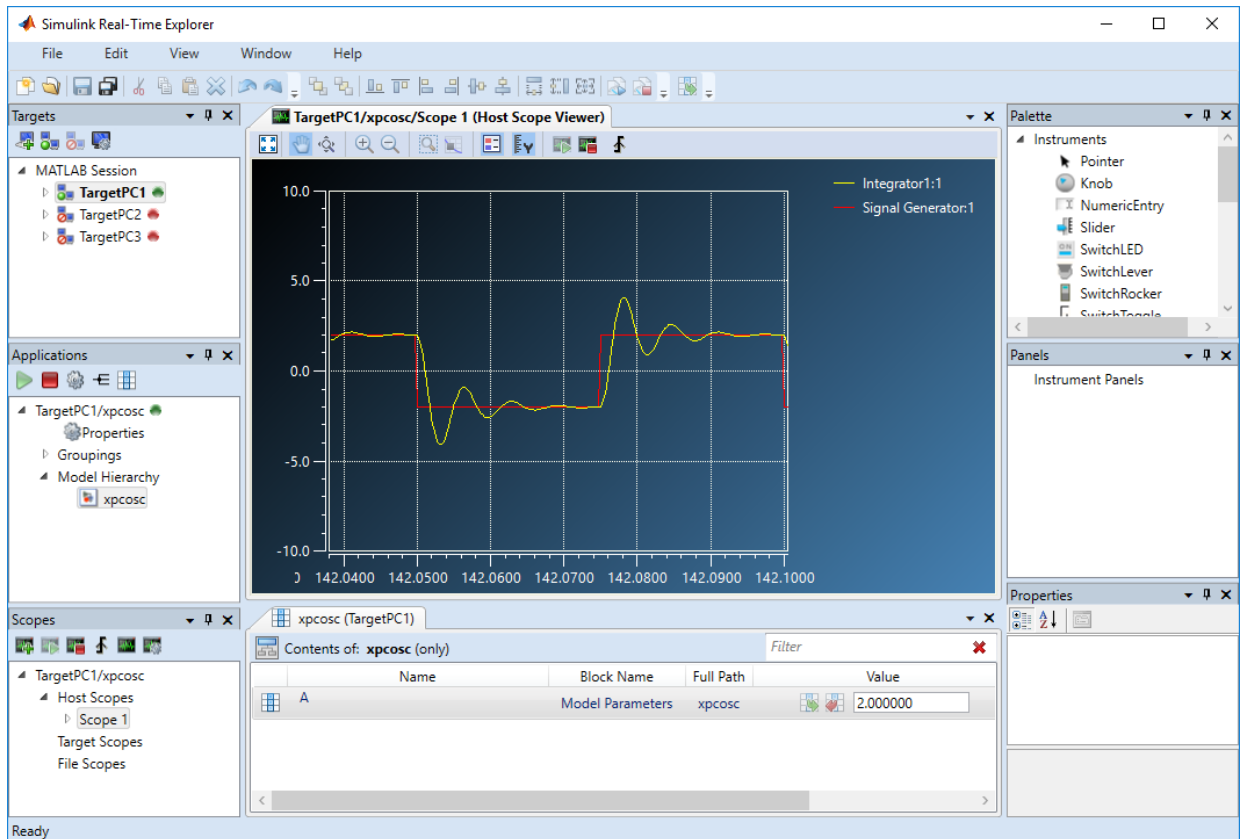 Simulink Real-Time Explorer
File Edit View Window Help
Targets
MATLAB Session
TargetPC1
TargetPC2
TargetPC3
Applications
TargetPC1/xpcosc
Properties
Groupings
Model Hierarchy
xpcosc
Scopes
TargetPC1/xpcosc
Host Scopes
Scope 1
Target Scopes
File Scopes
TargetPC1/xpcosc/Scope 1 (Host Scope Viewer)
Integrator1:1
Signal Generator:1
10.0
5.0
0.0
-5.0
-10.0
142.0400 142.0500 142.0600 142.0700 142.0800 142.0900 142.1000
xpcosc (TargetPC1)
Contents of: xpcosc (only) Filter
Name Block Name Full Path Value
A Model Parameters xpcosc 2.000000
Palette
Instruments
Pointer
Knob
NumericEntry
Slider
SwitchLED
SwitchLever
SwitchRocker
SwitchToggle
Panels
Instrument Panels
Properties
Ready